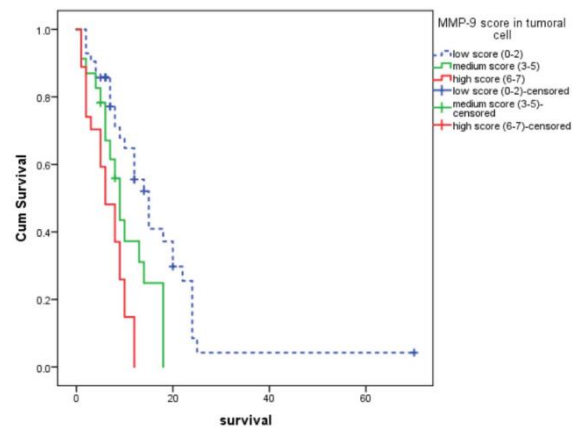 MMP-9 score in tumoral
cell
low score (0-2)
medium score (3-5)
high score (6-7)
low score (0-2)-censored
medium score (3-5)-
censored
high score (6-7)-censored
Cum Survival
1.0
0.8
0.6
0.4
0.2
0.0
0
20
40
60
survival